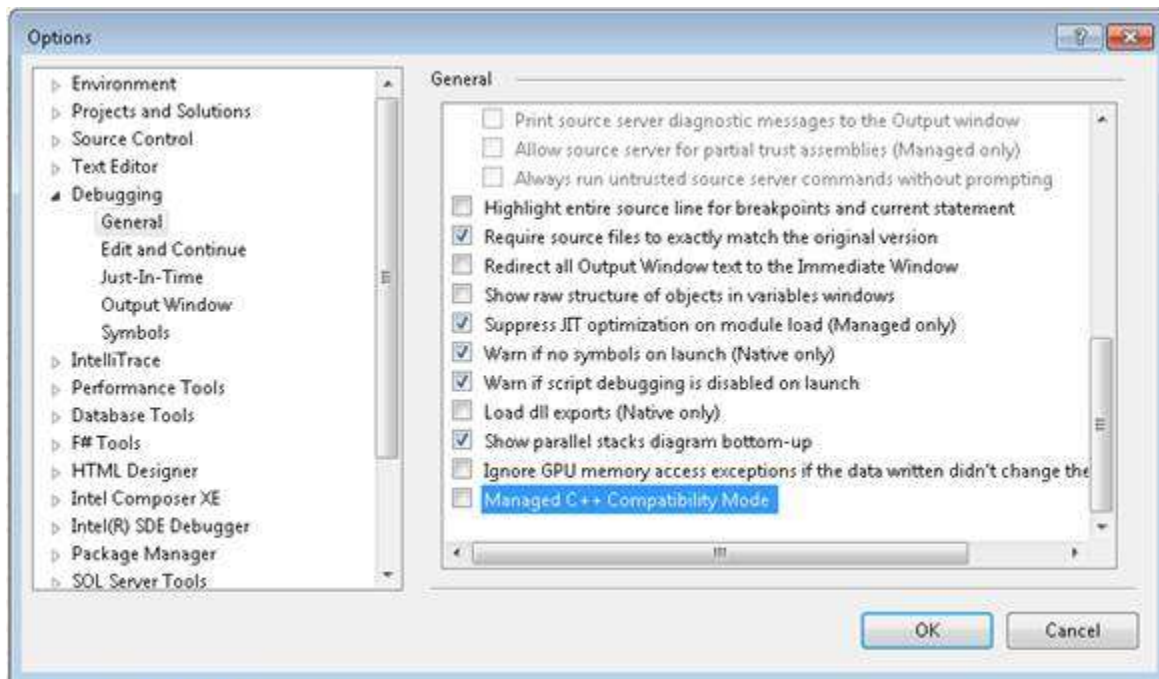 Options
Environment
Projects and Solutions
Source Control
Text Editor
Debugging
General
Edit and Continue
Just-In-Time
Output Window
Symbols
IntelliTrace
Performance Tools
Database Tools
F# Tools
HTML Designer
Intel Composer XE
Intel(R) SDE Debugger
Package Manager
SQL Server Tools
General
Print source server diagnostic messages to the Output window
Allow source server for partial trust assemblies (Managed only)
Always run untrusted source server commands without prompting
Highlight entire source line for breakpoints and current statement
Require source files to exactly match the original version
Redirect all Output Window text to the Immediate Window
Show raw structure of objects in variables windows
Suppress JIT optimization on module load (Managed only)
Warn if no symbols on launch (Native only)
Warn if script debugging is disabled on launch
Load dll exports (Native only)
Show parallel stacks diagram bottom-up
Ignore GPU memory access exceptions if the data written didn't change the
Managed C++ Compatibility Mode
OK
Cancel